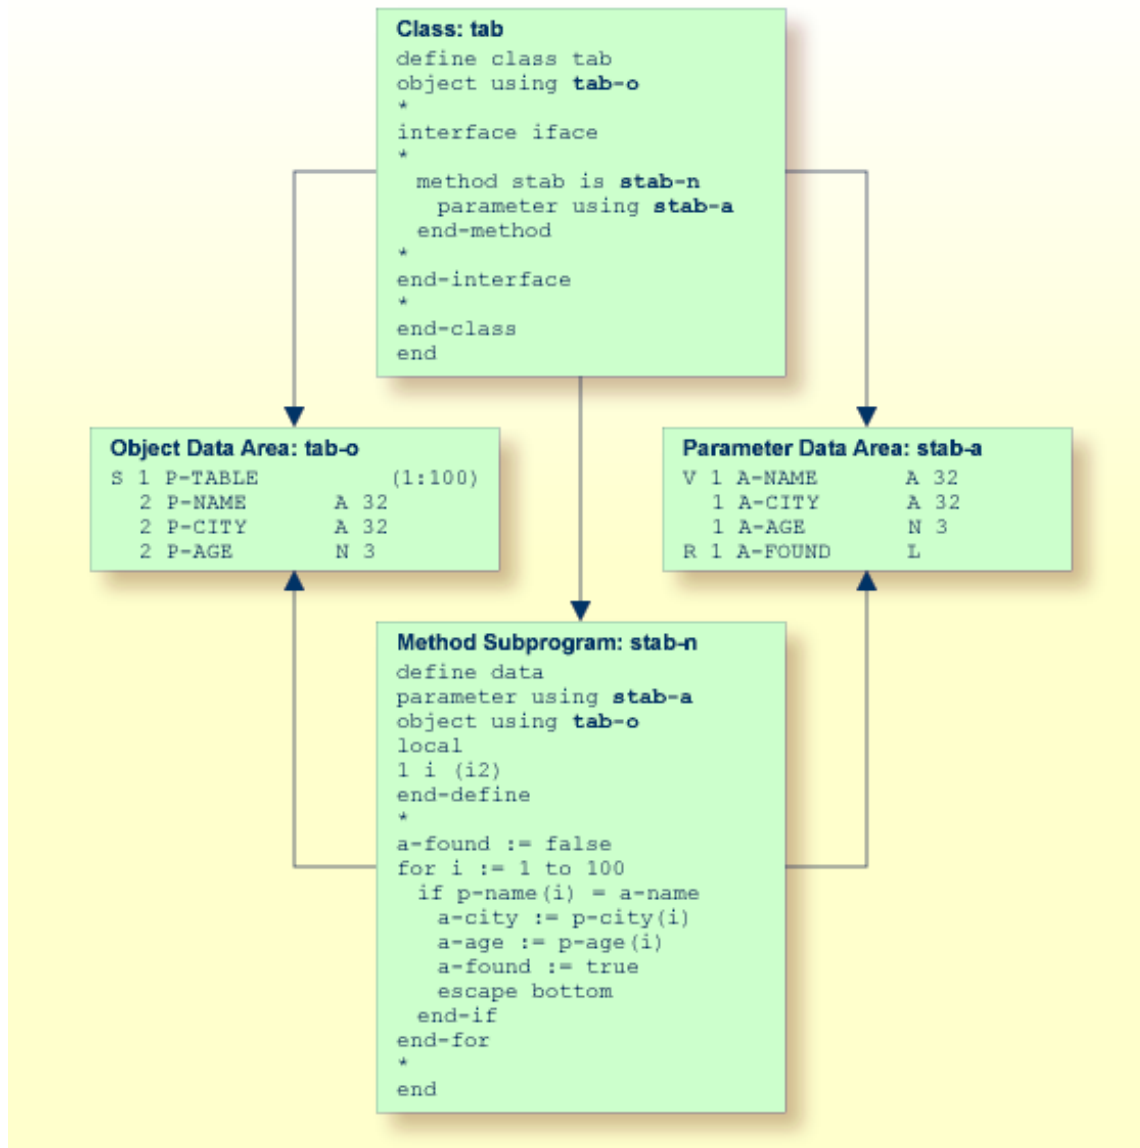 Class: tab
define class tab
object using tab-o
*
interface iface
*
method stab is stab-n
parameter using stab-a
end-method
*
end-interface
*
end-class
end
Object Data Area: tab-o
S 1 P-TABLE (1:100)
2 P-NAME A 32
2 P-CITY A 32
2 P-AGE N 3
Parameter Data Area: stab-a
V 1 A-NAME A 32
1 A-CITY A 32
1 A-AGE N 3
R 1 A-FOUND L
Method Subprogram: stab-n
define data
parameter using stab-a
object using tab-o
local
1 i (i2)
end-define
*
a-found := false
for i := 1 to 100
if p-name(i) = a-name
a-city := p-city(i)
a-age := p-age(i)
a-found := true
escape bottom
end-if
end-for
*
end